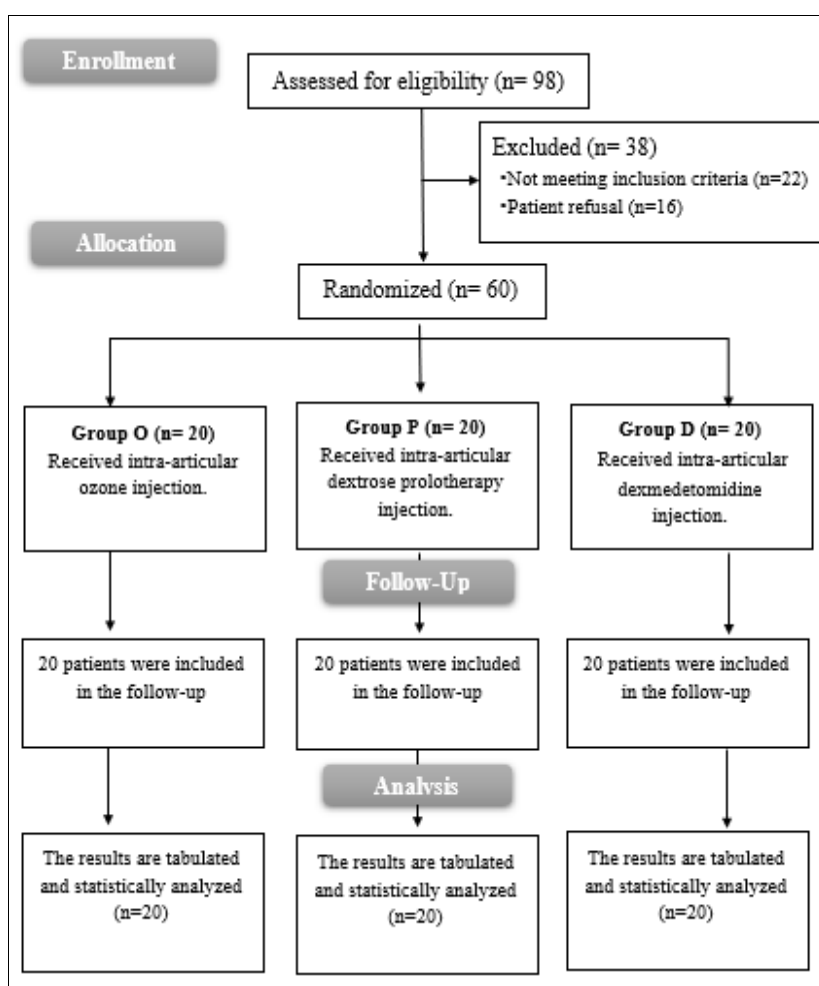 Enrollment
Assessed for eligibility (n= 98)
Excluded (n= 38)
•Not meeting inclusion criteria (n=22)
•Patient refusal (n=16)
Allocation
Randomized (n= 60)
Group O (n= 20)
Received intra-articular
ozone injection.
Group P (n= 20)
Received intra-articular
dextrose prolotherapy
injection.
Group D (n= 20)
Received intra-articular
dexmedetomidine
injection.
Follow-Up
20 patients were included
in the follow-up
20 patients were included
in the follow-up
20 patients were included
in the follow-up
Analysis
The results are tabulated
and statistically analyzed
(n=20)
The results are tabulated
and statistically analyzed
(n=20)
The results are tabulated
and statistically analyzed
(n=20)